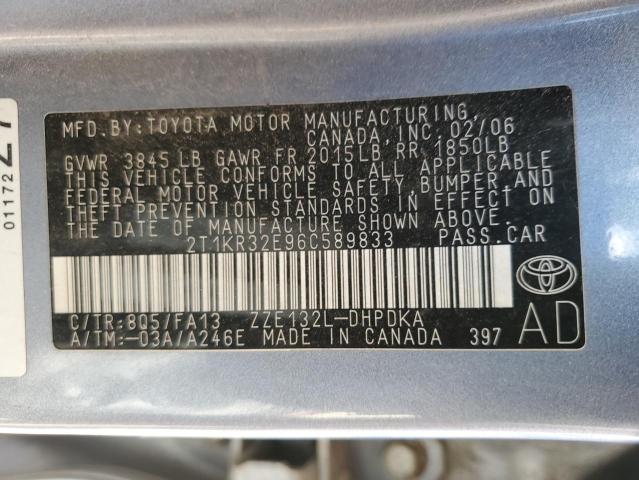 MFD. BY: TOYOTA MOTOR MANUFACTURING,
CANADA, INC. 02/06
GVWR 3845 LB GAWR FR 2015LB RR 1850LB
THIS VEHICLE CONFORMS TO ALL APPLICABLE
FEDERAL MOTOR VEHICLE SAFETY, BUMPER AND
THEFT PREVENTION STANDARDS IN EFFECT ON
THE DATE OF MANUFACTURE SHOWN ABOVE.
2T1KR32E96C589833 PASS.CAR
C/TR:8Q5/FA13 ZZE132L-DHPDKA
A/TM:-03A/A246E MADE IN CANADA 397
AD
01172